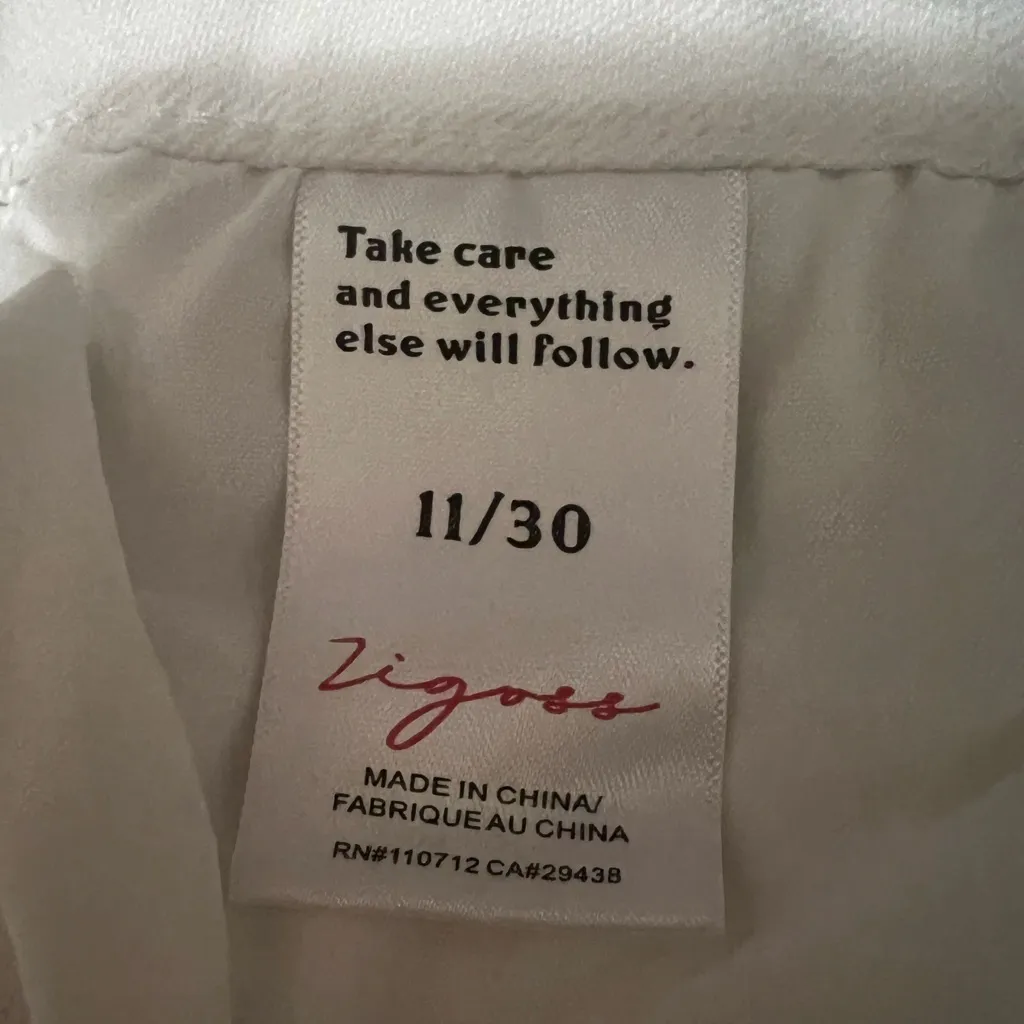 Take care
and everything
else will follow.
11/30
Zigoss
MADE IN CHINA/
FABRIQUE AU CHINA
RN#110712 CA#29438